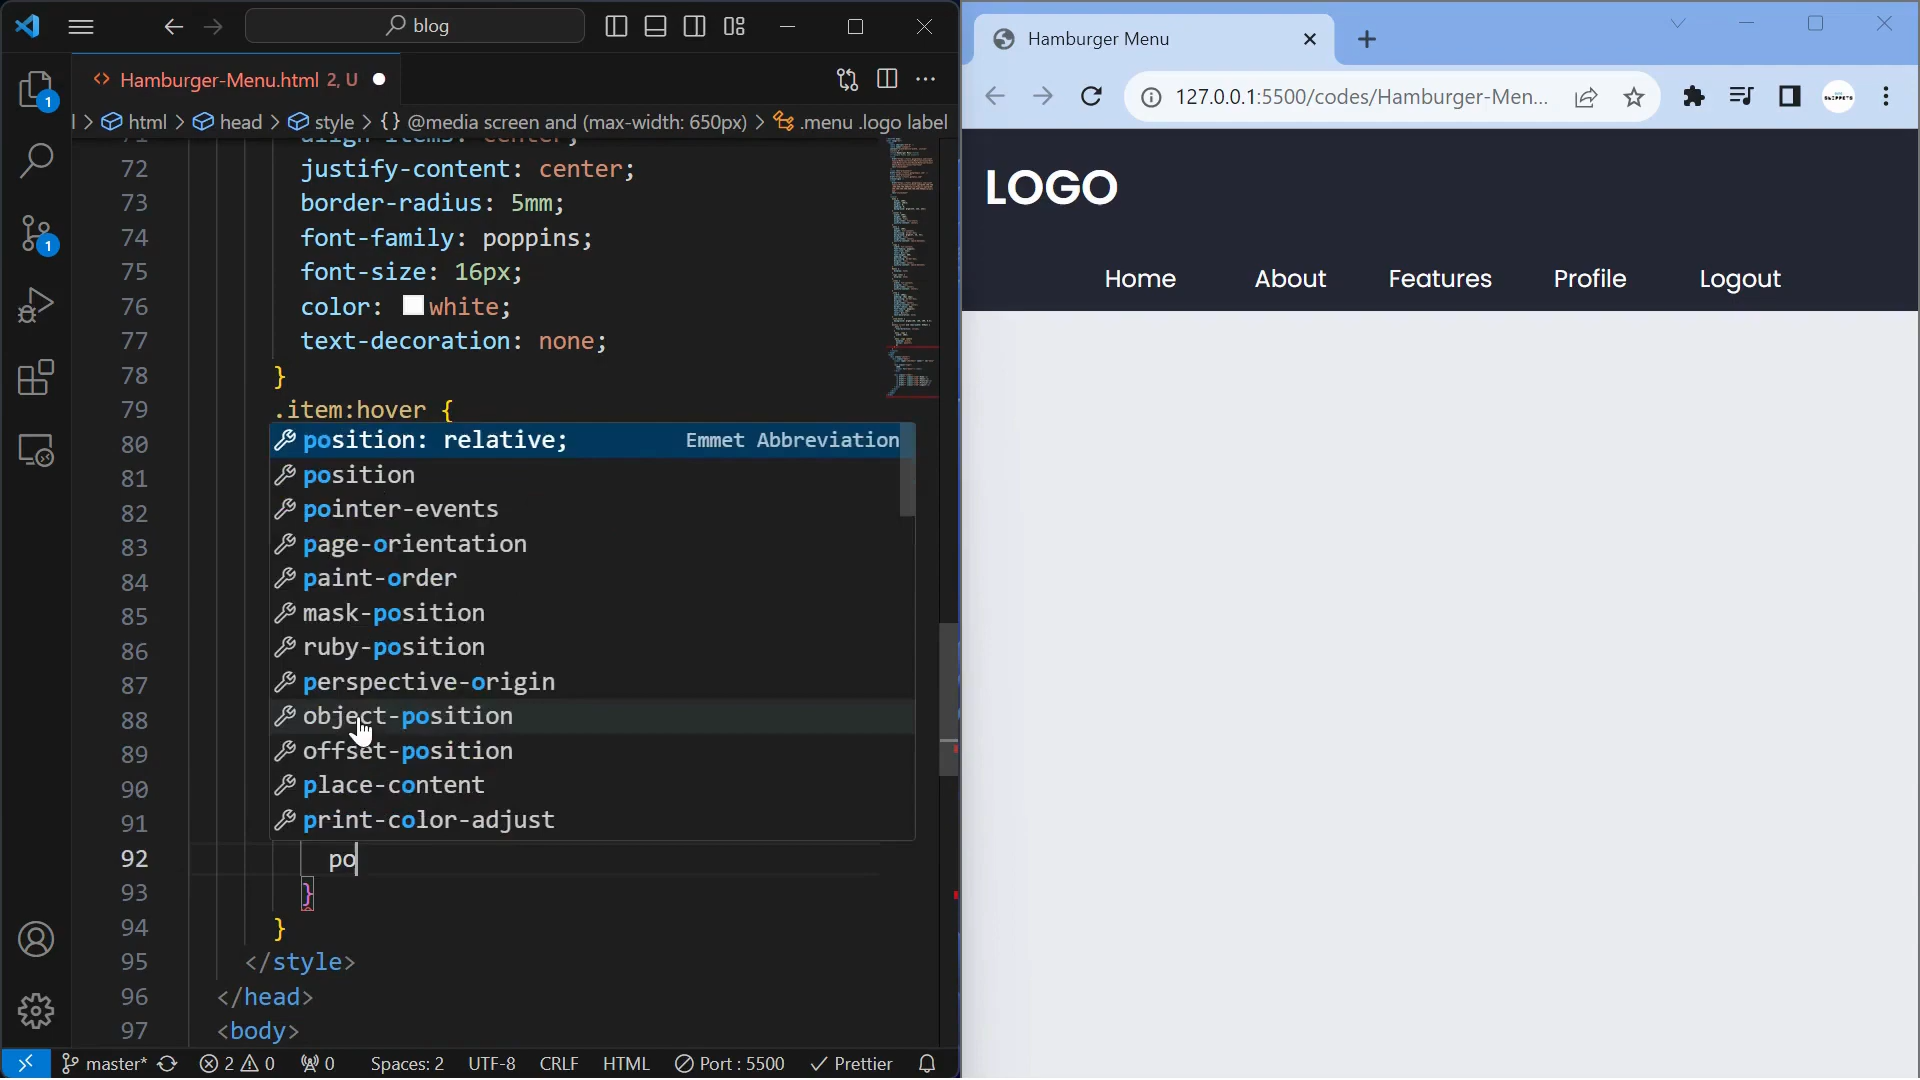 blog
Hamburger-Menu.html 2, U
l > html > head > style > {} @media screen and (max-width: 650px) > .menu .logo label
71 align-items: center;
72 justify-content: center;
73 border-radius: 5mm;
74 font-family: poppins;
75 font-size: 16px;
76 color: white;
77 text-decoration: none;
78 }
79 .item:hover {
80 position: relative; Emmet Abbreviation
81 position
82 pointer-events
83 page-orientation
84 paint-order
85 mask-position
86 ruby-position
87 perspective-origin
88 object-position
89 offset-position
90 place-content
91 print-color-adjust
92 po
93 }
94 }
95 </style>
96 </head>
97 <body>
1
1
master* 2 0 0 Spaces: 2 UTF-8 CRLF HTML Port : 5500 Prettier
Hamburger Menu
127.0.0.1:5500/codes/Hamburger-Men...
LOGO
Home About Features Profile Logout